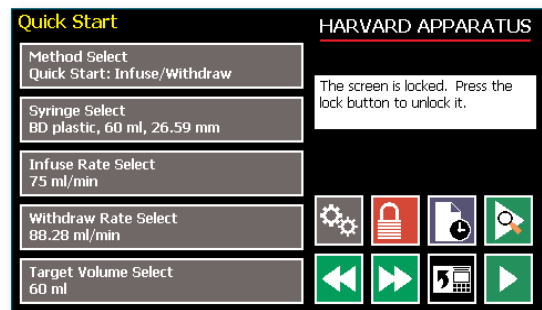 Quick Start
Method Select
Quick Start: Infuse/Withdraw
Syringe Select
BD plastic, 60 ml, 26.59 mm
Infuse Rate Select
75 ml/min
Withdraw Rate Select
88.28 ml/min
Target Volume Select
60 ml
HARVARD APPARATUS
The screen is locked.  Press the
lock button to unlock it.